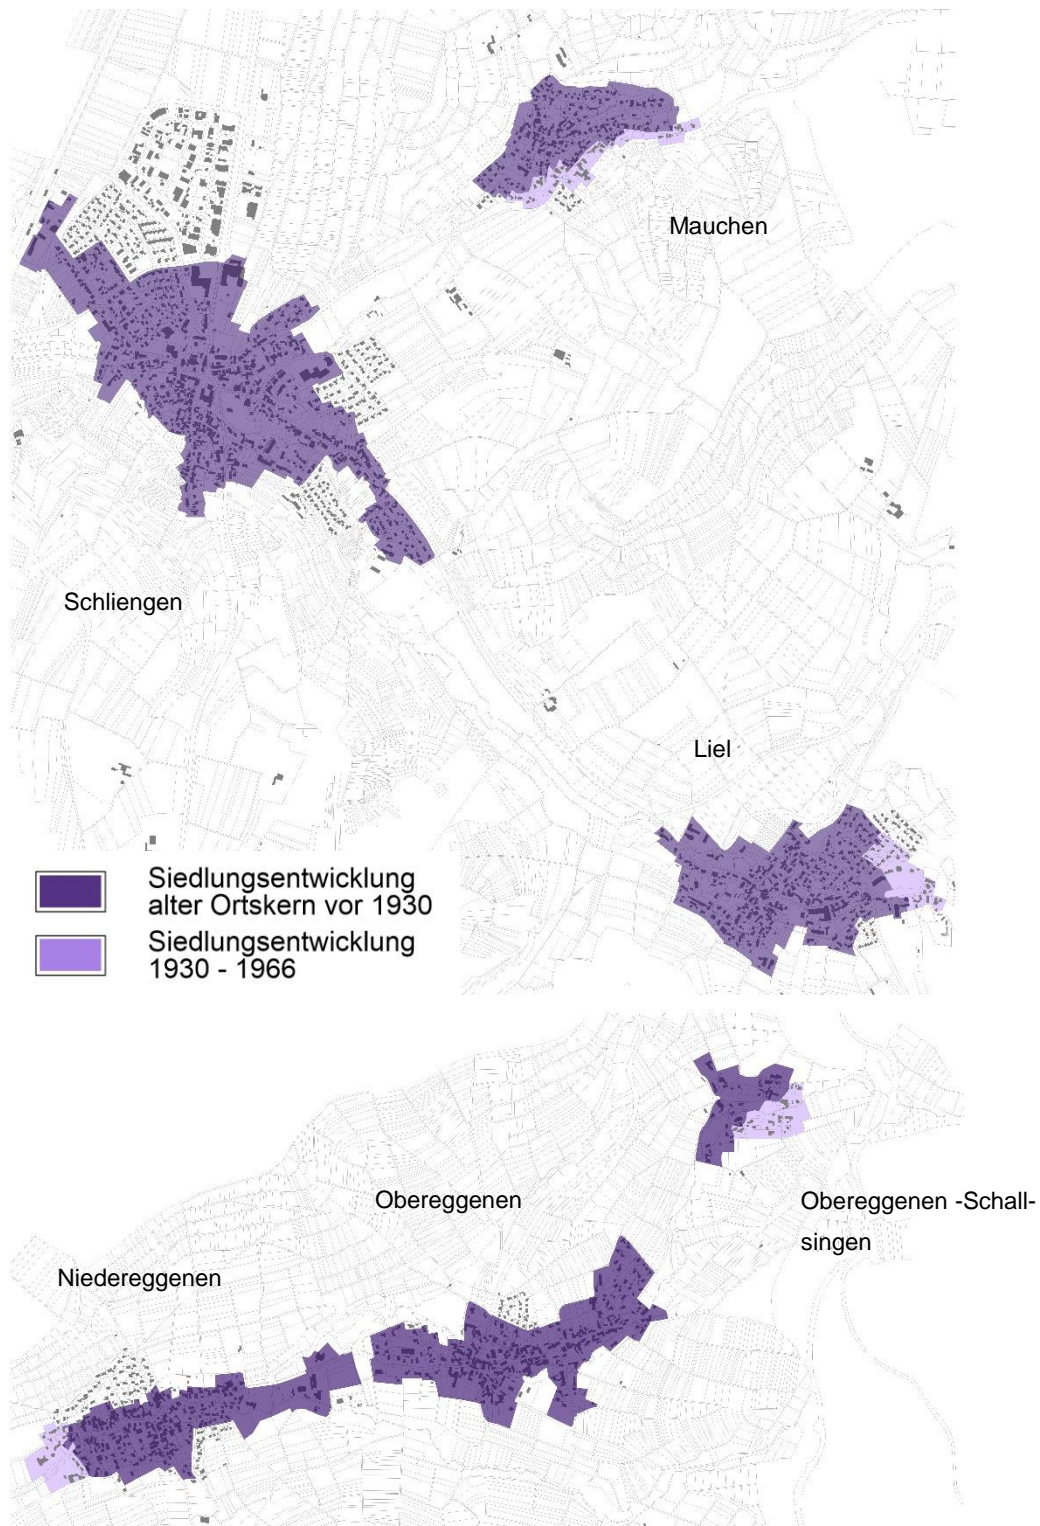 Mauchen
Schliengen
Liel
Siedlungsentwicklung
alter Ortskern vor 1930
Siedlungsentwicklung
1930 - 1966
Obereggenen
Obereggenen -Schall-
singen
Niedereggenen